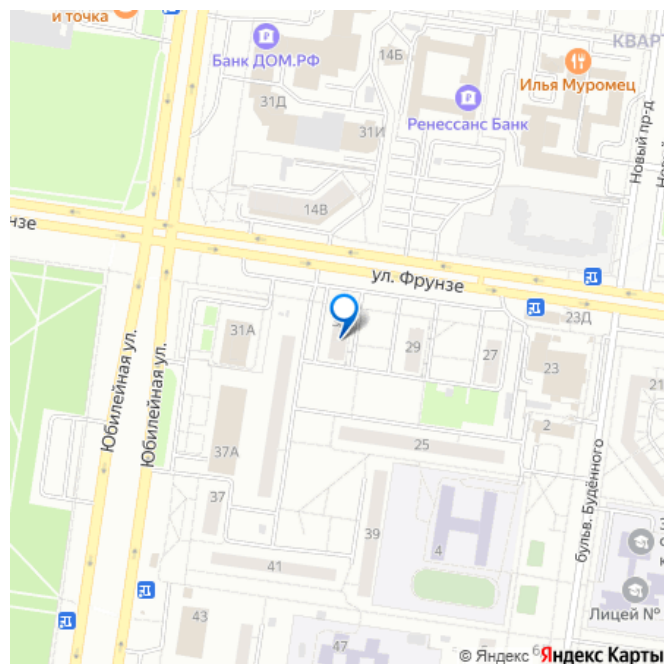 и точка
Банк ДОМ.РФ
14Б
КВАРТ
Илья Муромец
31Д
31И
Ренессанс Банк
Новый пр-д
14В
нзе
ул. Фрунзе
23Д
31А
29
27
23
21
Юбилейная ул.
Юбилейная ул.
2
25
37А
бульв. Будённого
37
39
4
41
Лицей №
43
47
© Яндекс Яндекс Карты